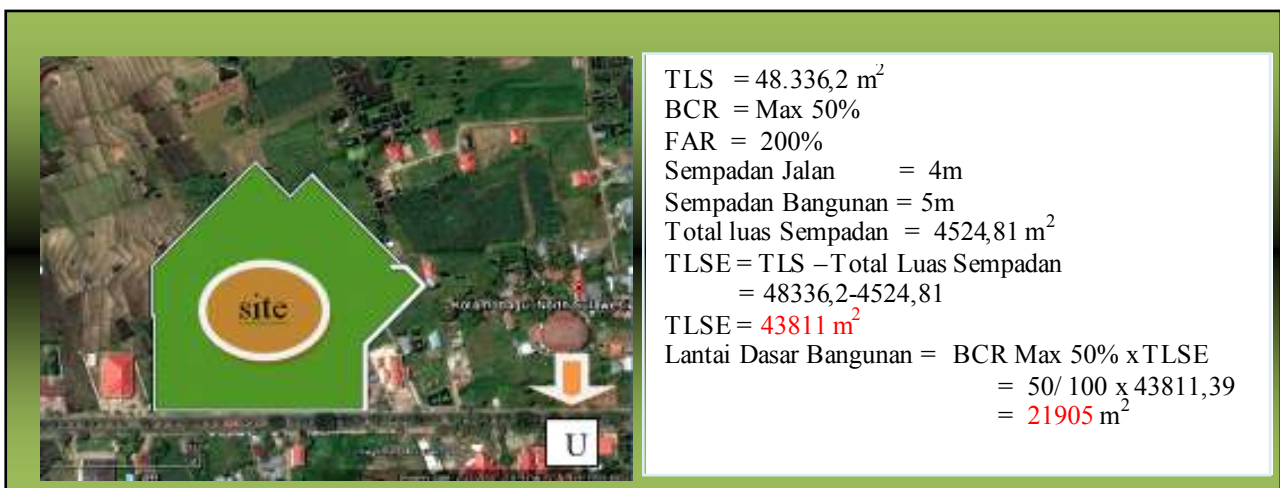 site
U
TLS = 48.336,2 m²
BCR = Max 50%
FAR = 200%
Sempadan Jalan = 4m
Sempadan Bangunan = 5m
Total luas Sempadan = 4524,81 m²
TLSE = TLS – Total Luas Sempadan
= 48336,2-4524,81
TLSE = 43811 m²
Lantai Dasar Bangunan = BCR Max 50% x TLSE
= 50/ 100 x 43811,39
= 21905 m²